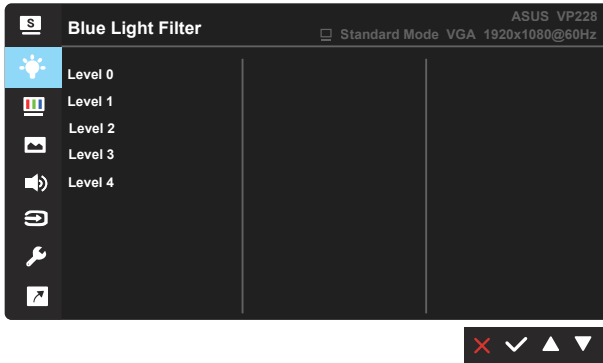 S
Blue Light Filter
ASUS VP228
Standard Mode VGA 1920x1080@60Hz
Level 0
Level 1
Level 2
Level 3
Level 4